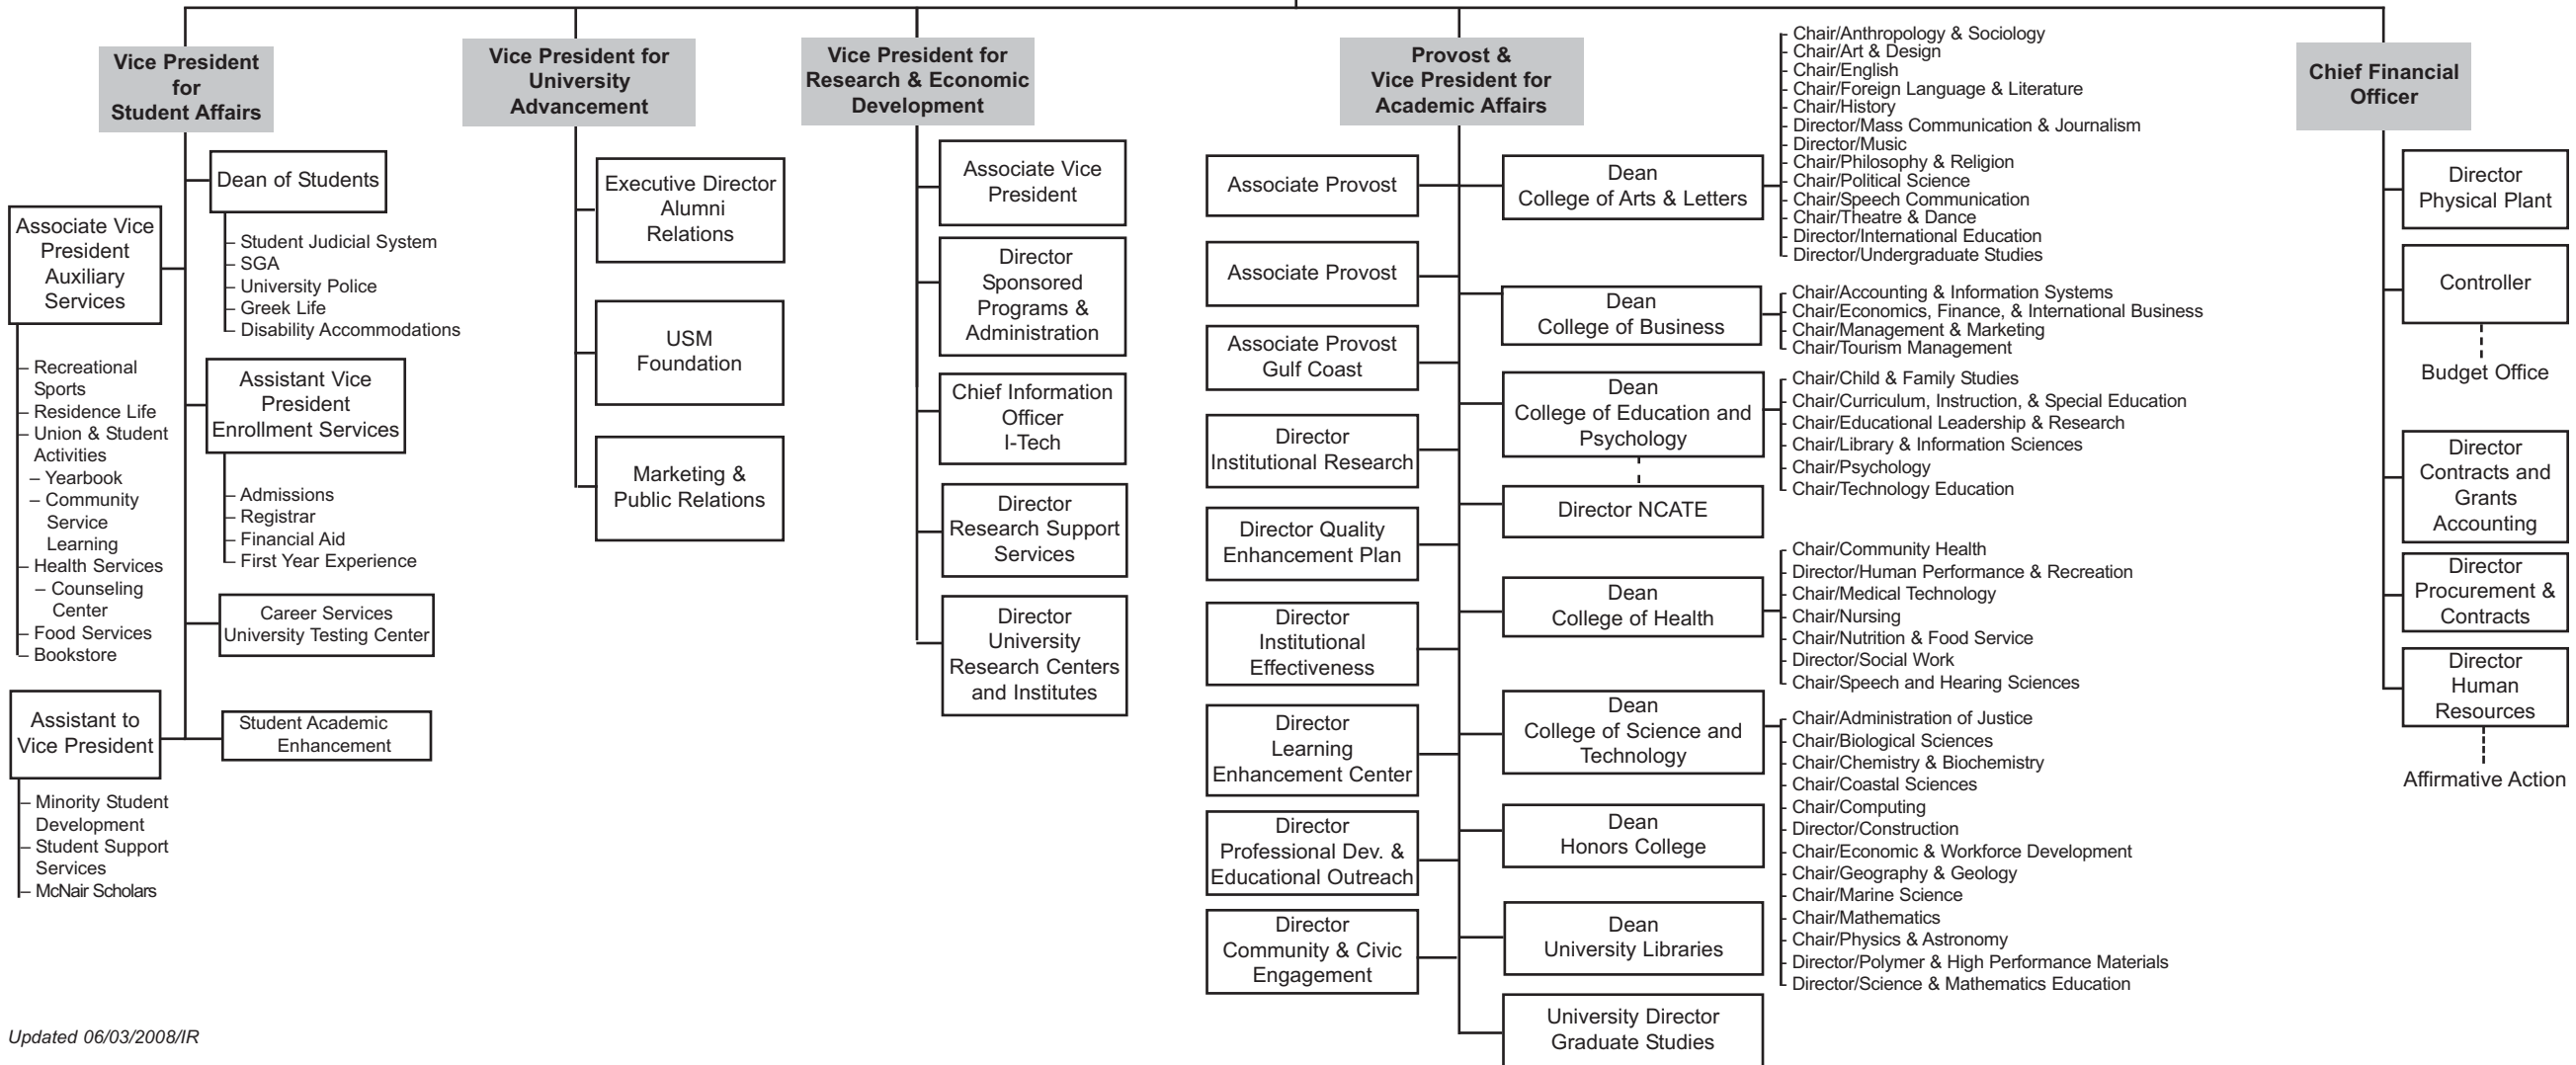 Vice President
for
Student Affairs
Dean of Students
– Student Judicial System
– SGA
– University Police
– Greek Life
– Disability Accommodations
Associate Vice
President
Auxiliary
Services
– Recreational
Sports
– Residence Life
– Union & Student
Activities
– Yearbook
– Community
Service
Learning
– Health Services
– Counseling
Center
– Food Services
– Bookstore
Assistant Vice
President
Enrollment Services
– Admissions
– Registrar
– Financial Aid
– First Year Experience
Career Services
University Testing Center
Assistant to
Vice President
– Minority Student
Development
– Student Support
Services
– McNair Scholars
Student Academic
Enhancement
Vice President for
University
Advancement
Executive Director
Alumni
Relations
USM
Foundation
Marketing &
Public Relations
Vice President for
Research & Economic
Development
Associate Vice
President
Director
Sponsored
Programs &
Administration
Chief Information
Officer
I-Tech
Director
Research Support
Services
Director
University
Research Centers
and Institutes
Provost &
Vice President for
Academic Affairs
Associate Provost
Associate Provost
Associate Provost
Gulf Coast
Director
Institutional Research
Director Quality
Enhancement Plan
Director
Institutional
Effectiveness
Director
Learning
Enhancement Center
Director
Professional Dev. &
Educational Outreach
Director
Community & Civic
Engagement
Dean
College of Arts & Letters
Chair/Anthropology & Sociology
Chair/Art & Design
Chair/English
Chair/Foreign Language & Literature
Chair/History
Director/Mass Communication & Journalism
Director/Music
Chair/Philosophy & Religion
Chair/Political Science
Chair/Speech Communication
Chair/Theatre & Dance
Director/International Education
Director/Undergraduate Studies
Dean
College of Business
Chair/Accounting & Information Systems
Chair/Economics, Finance, & International Business
Chair/Management & Marketing
Chair/Tourism Management
Dean
College of Education and
Psychology
Chair/Child & Family Studies
Chair/Curriculum, Instruction, & Special Education
Chair/Educational Leadership & Research
Chair/Library & Information Sciences
Chair/Psychology
Chair/Technology Education
Director NCATE
Dean
College of Health
Chair/Community Health
Director/Human Performance & Recreation
Chair/Medical Technology
Chair/Nursing
Chair/Nutrition & Food Service
Director/Social Work
Chair/Speech and Hearing Sciences
Dean
College of Science and
Technology
Chair/Administration of Justice
Chair/Biological Sciences
Chair/Chemistry & Biochemistry
Chair/Coastal Sciences
Chair/Computing
Director/Construction
Chair/Economic & Workforce Development
Chair/Geography & Geology
Chair/Marine Science
Chair/Mathematics
Chair/Physics & Astronomy
Director/Polymer & High Performance Materials
Director/Science & Mathematics Education
Dean
Honors College
Dean
University Libraries
University Director
Graduate Studies
Chief Financial
Officer
Director
Physical Plant
Controller
Budget Office
Director
Contracts and
Grants
Accounting
Director
Procurement &
Contracts
Director
Human
Resources
Affirmative Action
Updated 06/03/2008/IR